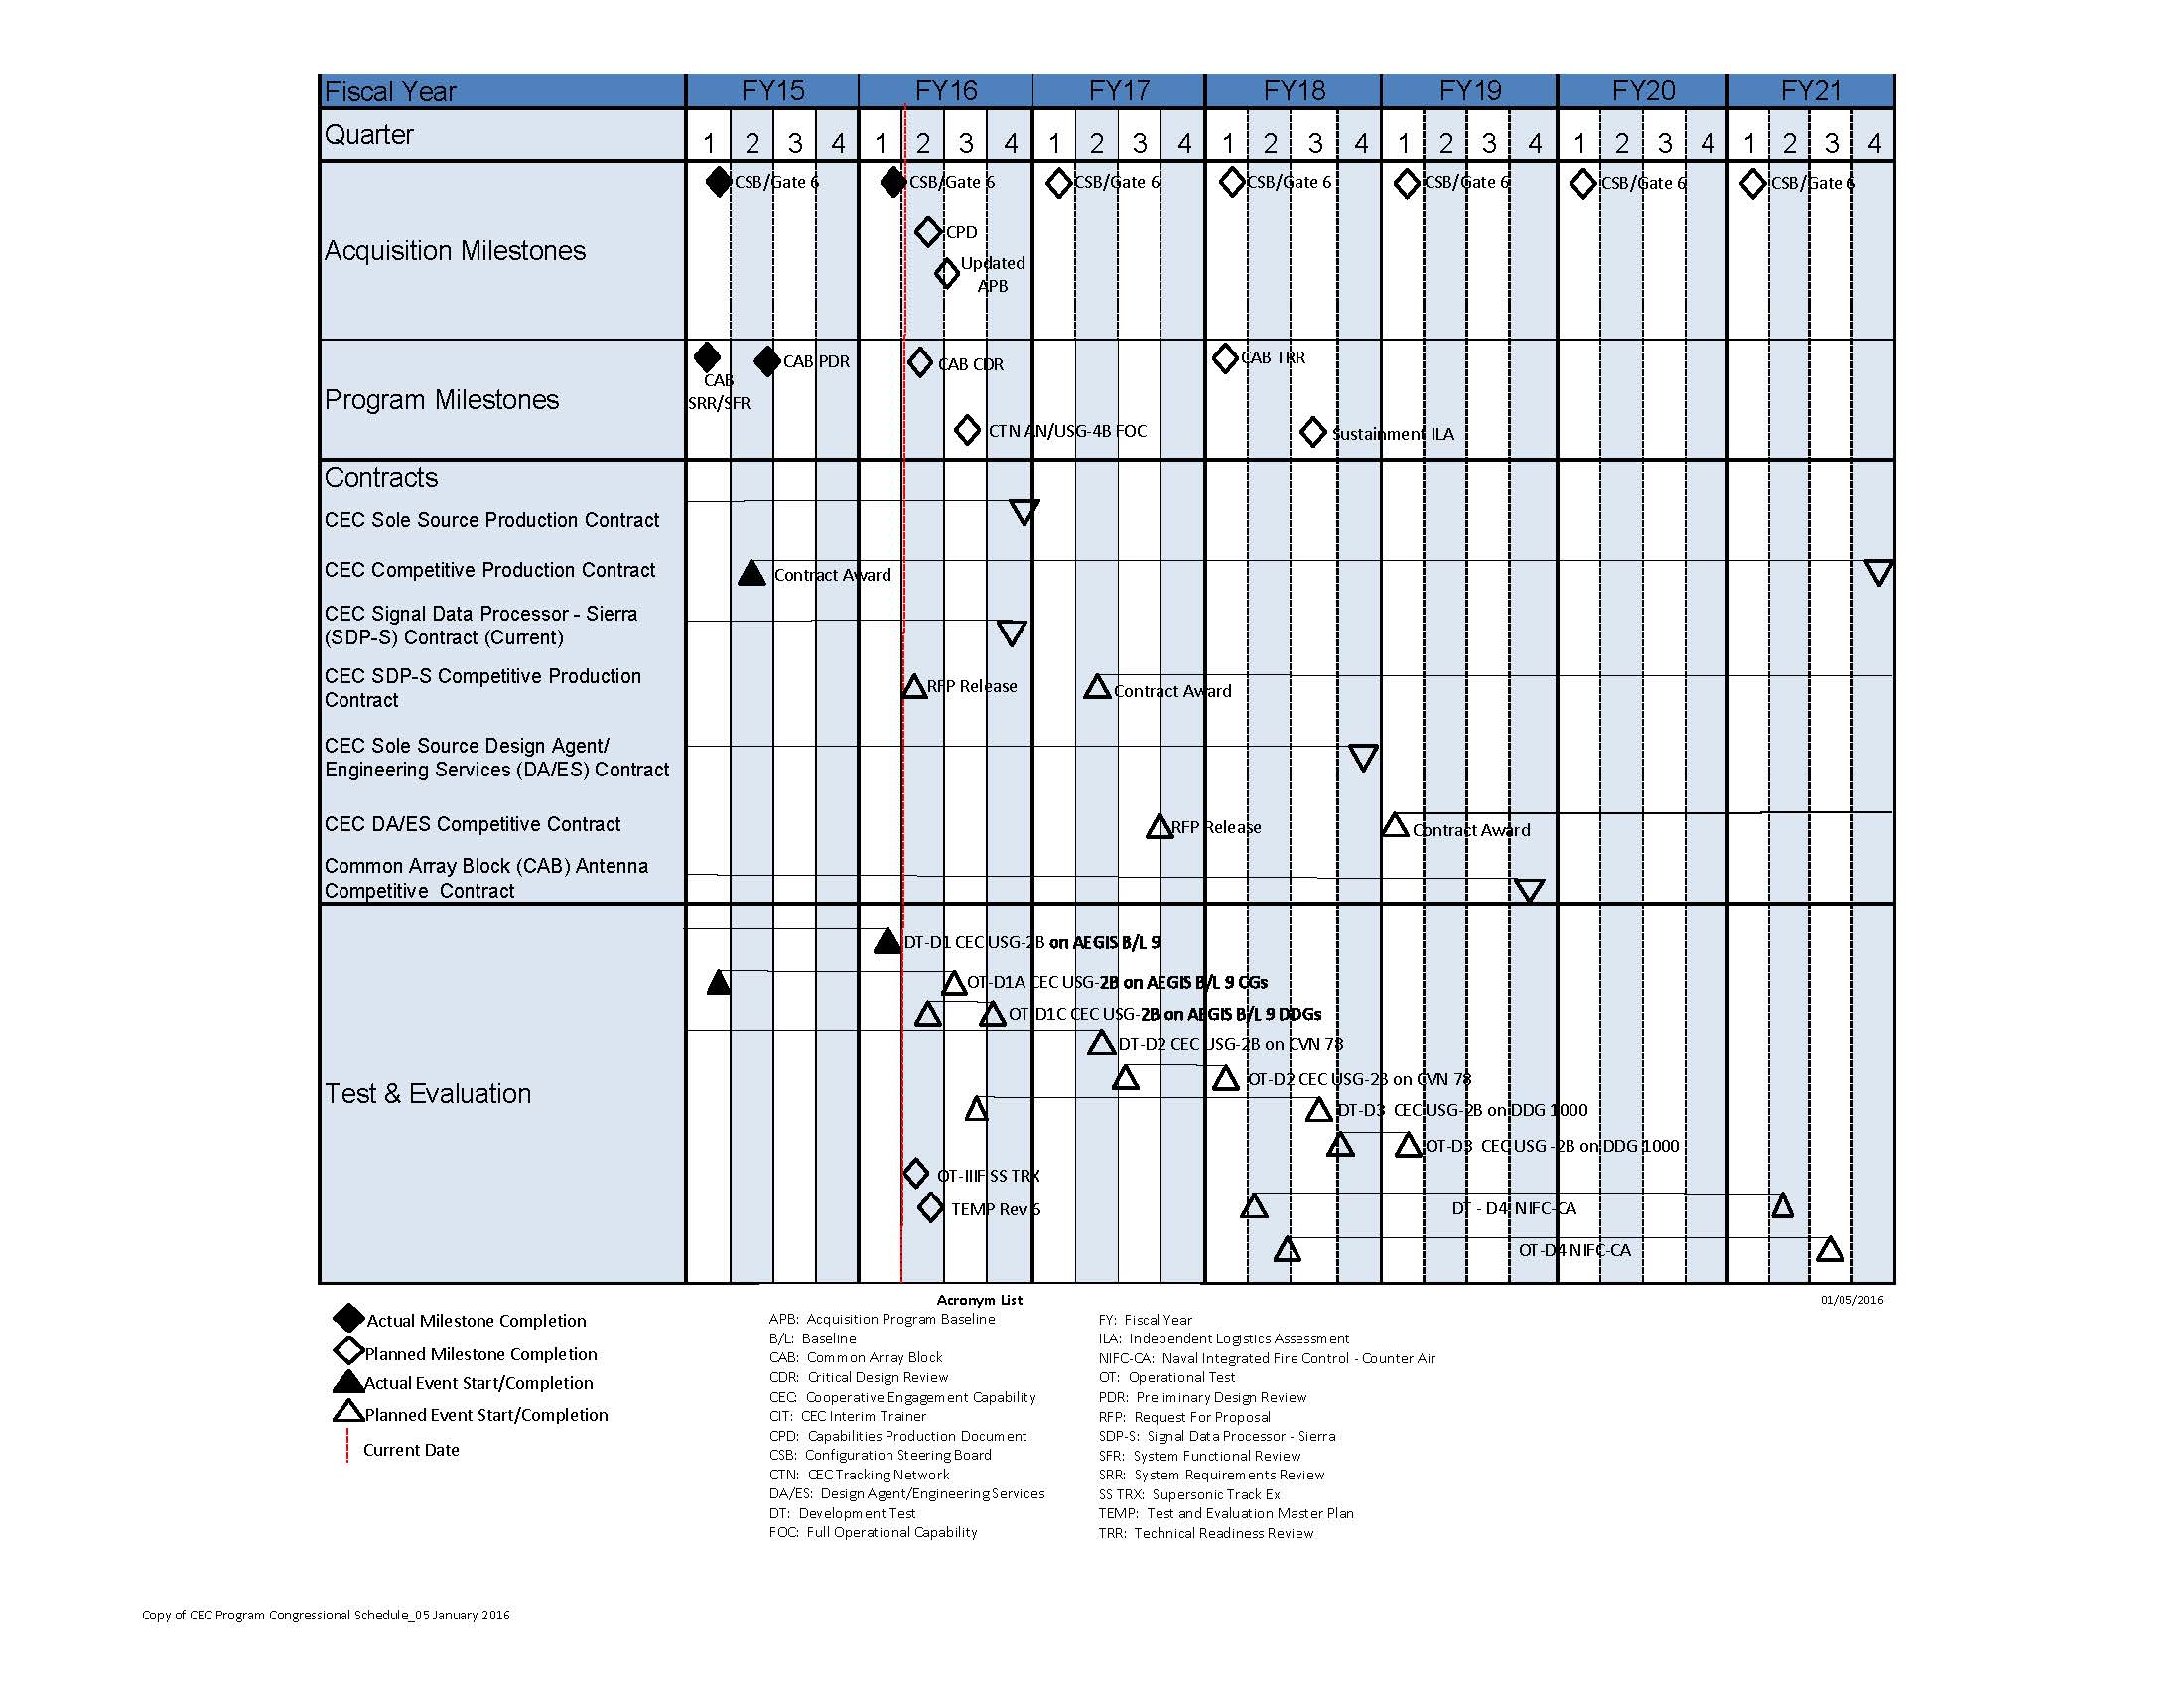 Fiscal Year FY15 FY16 FY17 FY18 FY19 FY20 FY21
Quarter 1 2 3 4 1 2 3 4 1 2 3 4 1 2 3 4 1 2 3 4 1 2 3 4 1 2 3 4
CSB/Gate 6 CSB/Gate 6 CSB/Gate 6 CSB/Gate 6 CSB/Gate 6 CSB/Gate 6 CSB/Gate 6
CPD
Acquisition Milestones
Updated
APB
CAB PDR CAB CDR CAB TRR
CAB
SRR/SFR
Program Milestones
CTN AN/USG-4B FOC Sustainment ILA
Contracts
CEC Sole Source Production Contract
CEC Competitive Production Contract Contract Award
CEC Signal Data Processor - Sierra
(SDP-S) Contract (Current)
CEC SDP-S Competitive Production
Contract
RFP Release Contract Award
CEC Sole Source Design Agent/
Engineering Services (DA/ES) Contract
CEC DA/ES Competitive Contract RFP Release Contract Award
Common Array Block (CAB) Antenna
Competitive Contract
Test & Evaluation
DT-D1 CEC USG-2B on AEGIS B/L 9
OT-D1A CEC USG-2B on AEGIS B/L 9 CGs
OT-D1C CEC USG-2B on AEGIS B/L 9 DDGs
DT-D2 CEC USG-2B on CVN 78
OT-D2 CEC USG-2B on CVN 78
DT-D3 CEC USG-2B on DDG 1000
OT-D3 CEC USG -2B on DDG 1000
OT-IIIF SS TRX
TEMP Rev 6 DT - D4 NIFC-CA
OT-D4 NIFC-CA
01/05/2016
Actual Milestone Completion
Planned Milestone Completion
Actual Event Start/Completion
Planned Event Start/Completion
Current Date
Acronym List
APB: Acquisition Program Baseline
B/L: Baseline
CAB: Common Array Block
CDR: Critical Design Review
CEC: Cooperative Engagement Capability
CIT: CEC Interim Trainer
CPD: Capabilities Production Document
CSB: Configuration Steering Board
CTN: CEC Tracking Network
DA/ES: Design Agent/Engineering Services
DT: Development Test
FOC: Full Operational Capability
FY: Fiscal Year
ILA: Independent Logistics Assessment
NIFC-CA: Naval Integrated Fire Control - Counter Air
OT: Operational Test
PDR: Preliminary Design Review
RFP: Request For Proposal
SDP-S: Signal Data Processor - Sierra
SFR: System Functional Review
SRR: System Requirements Review
SS TRX: Supersonic Track Ex
TEMP: Test and Evaluation Master Plan
TRR: Technical Readiness Review
Copy of CEC Program Congressional Schedule_05 January 2016